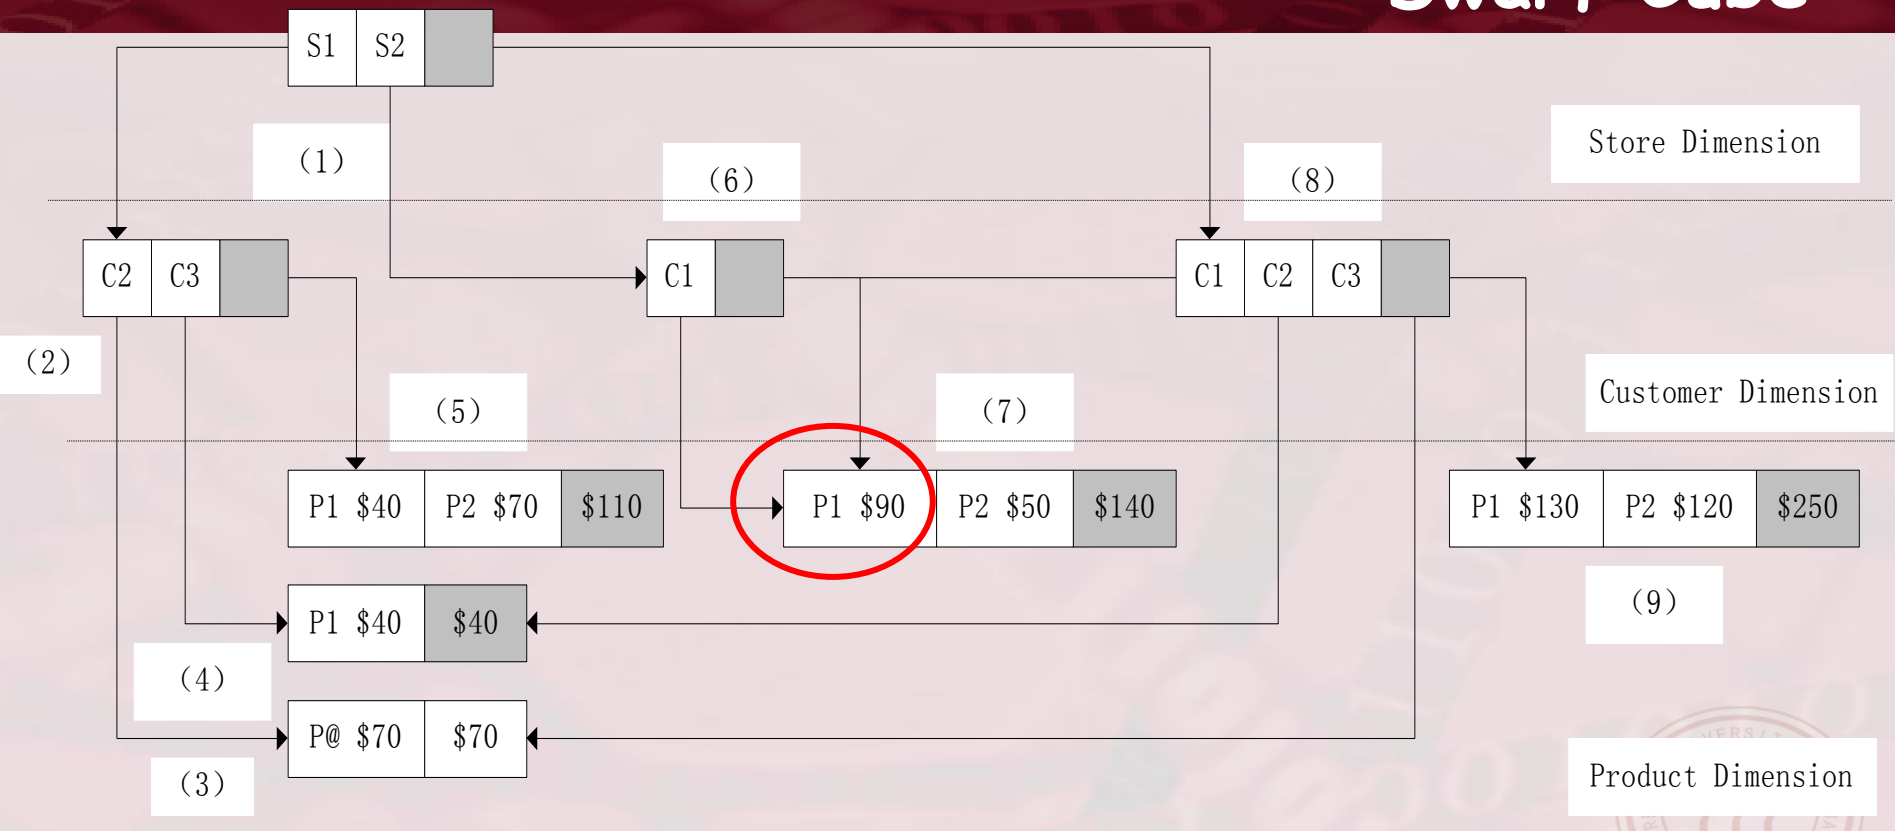 Dwarf Cube
S1 S2
(1)
(6)
(8)
Store Dimension
C2 C3
C1
C1 C2 C3
(2)
(5)
(7)
Customer Dimension
P1 $40 P2 $70 $110
P1 $90 P2 $50 $140
P1 $130 P2 $120 $250
P1 $40 $40
(9)
(4)
P@ $70 $70
(3)
Product Dimension